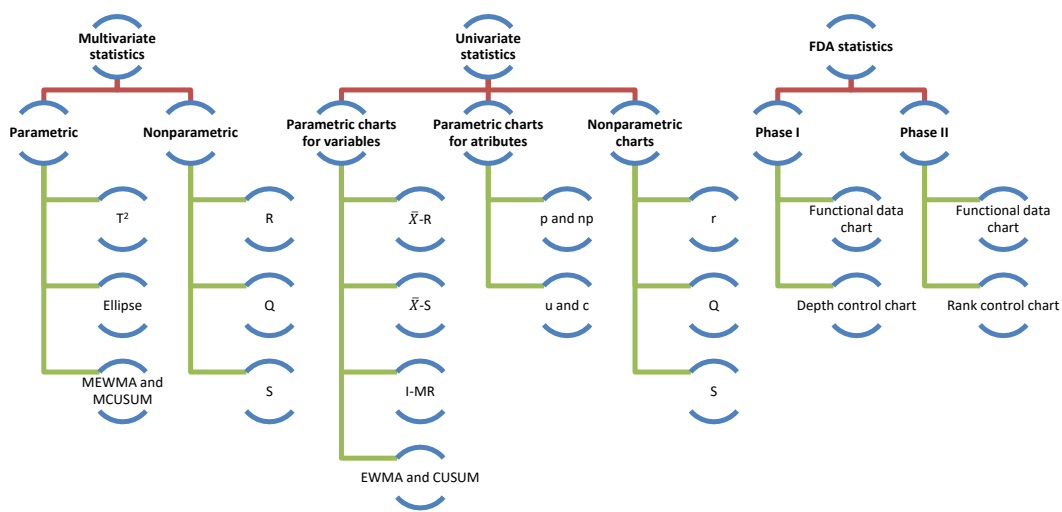 Multivariate
statistics
Univariate
statistics
FDA statistics
Parametric
Nonparametric
Parametric charts
for variables
Parametric charts
for atributes
Nonparametric
charts
Phase I
Phase II
T²
R
X̄-R
p and np
r
Functional data
chart
Functional data
chart
Ellipse
Q
X̄-S
u and c
Q
Depth control chart
Rank control chart
MEWMA and
MCUSUM
S
I-MR
S
EWMA and CUSUM